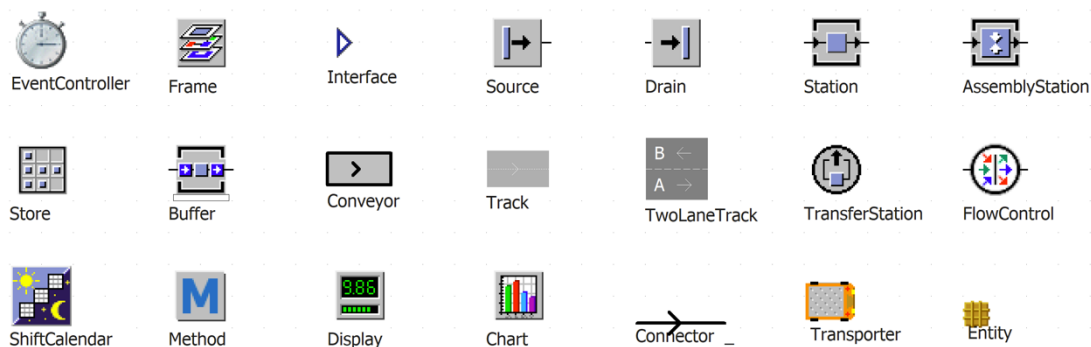 EventController Frame Interface Source Drain Station AssemblyStation
B
A
Store Buffer Conveyor Track TwoLaneTrack TransferStation FlowControl
M
9.86
ShiftCalendar Method Display Chart Connector _ Transporter Entity